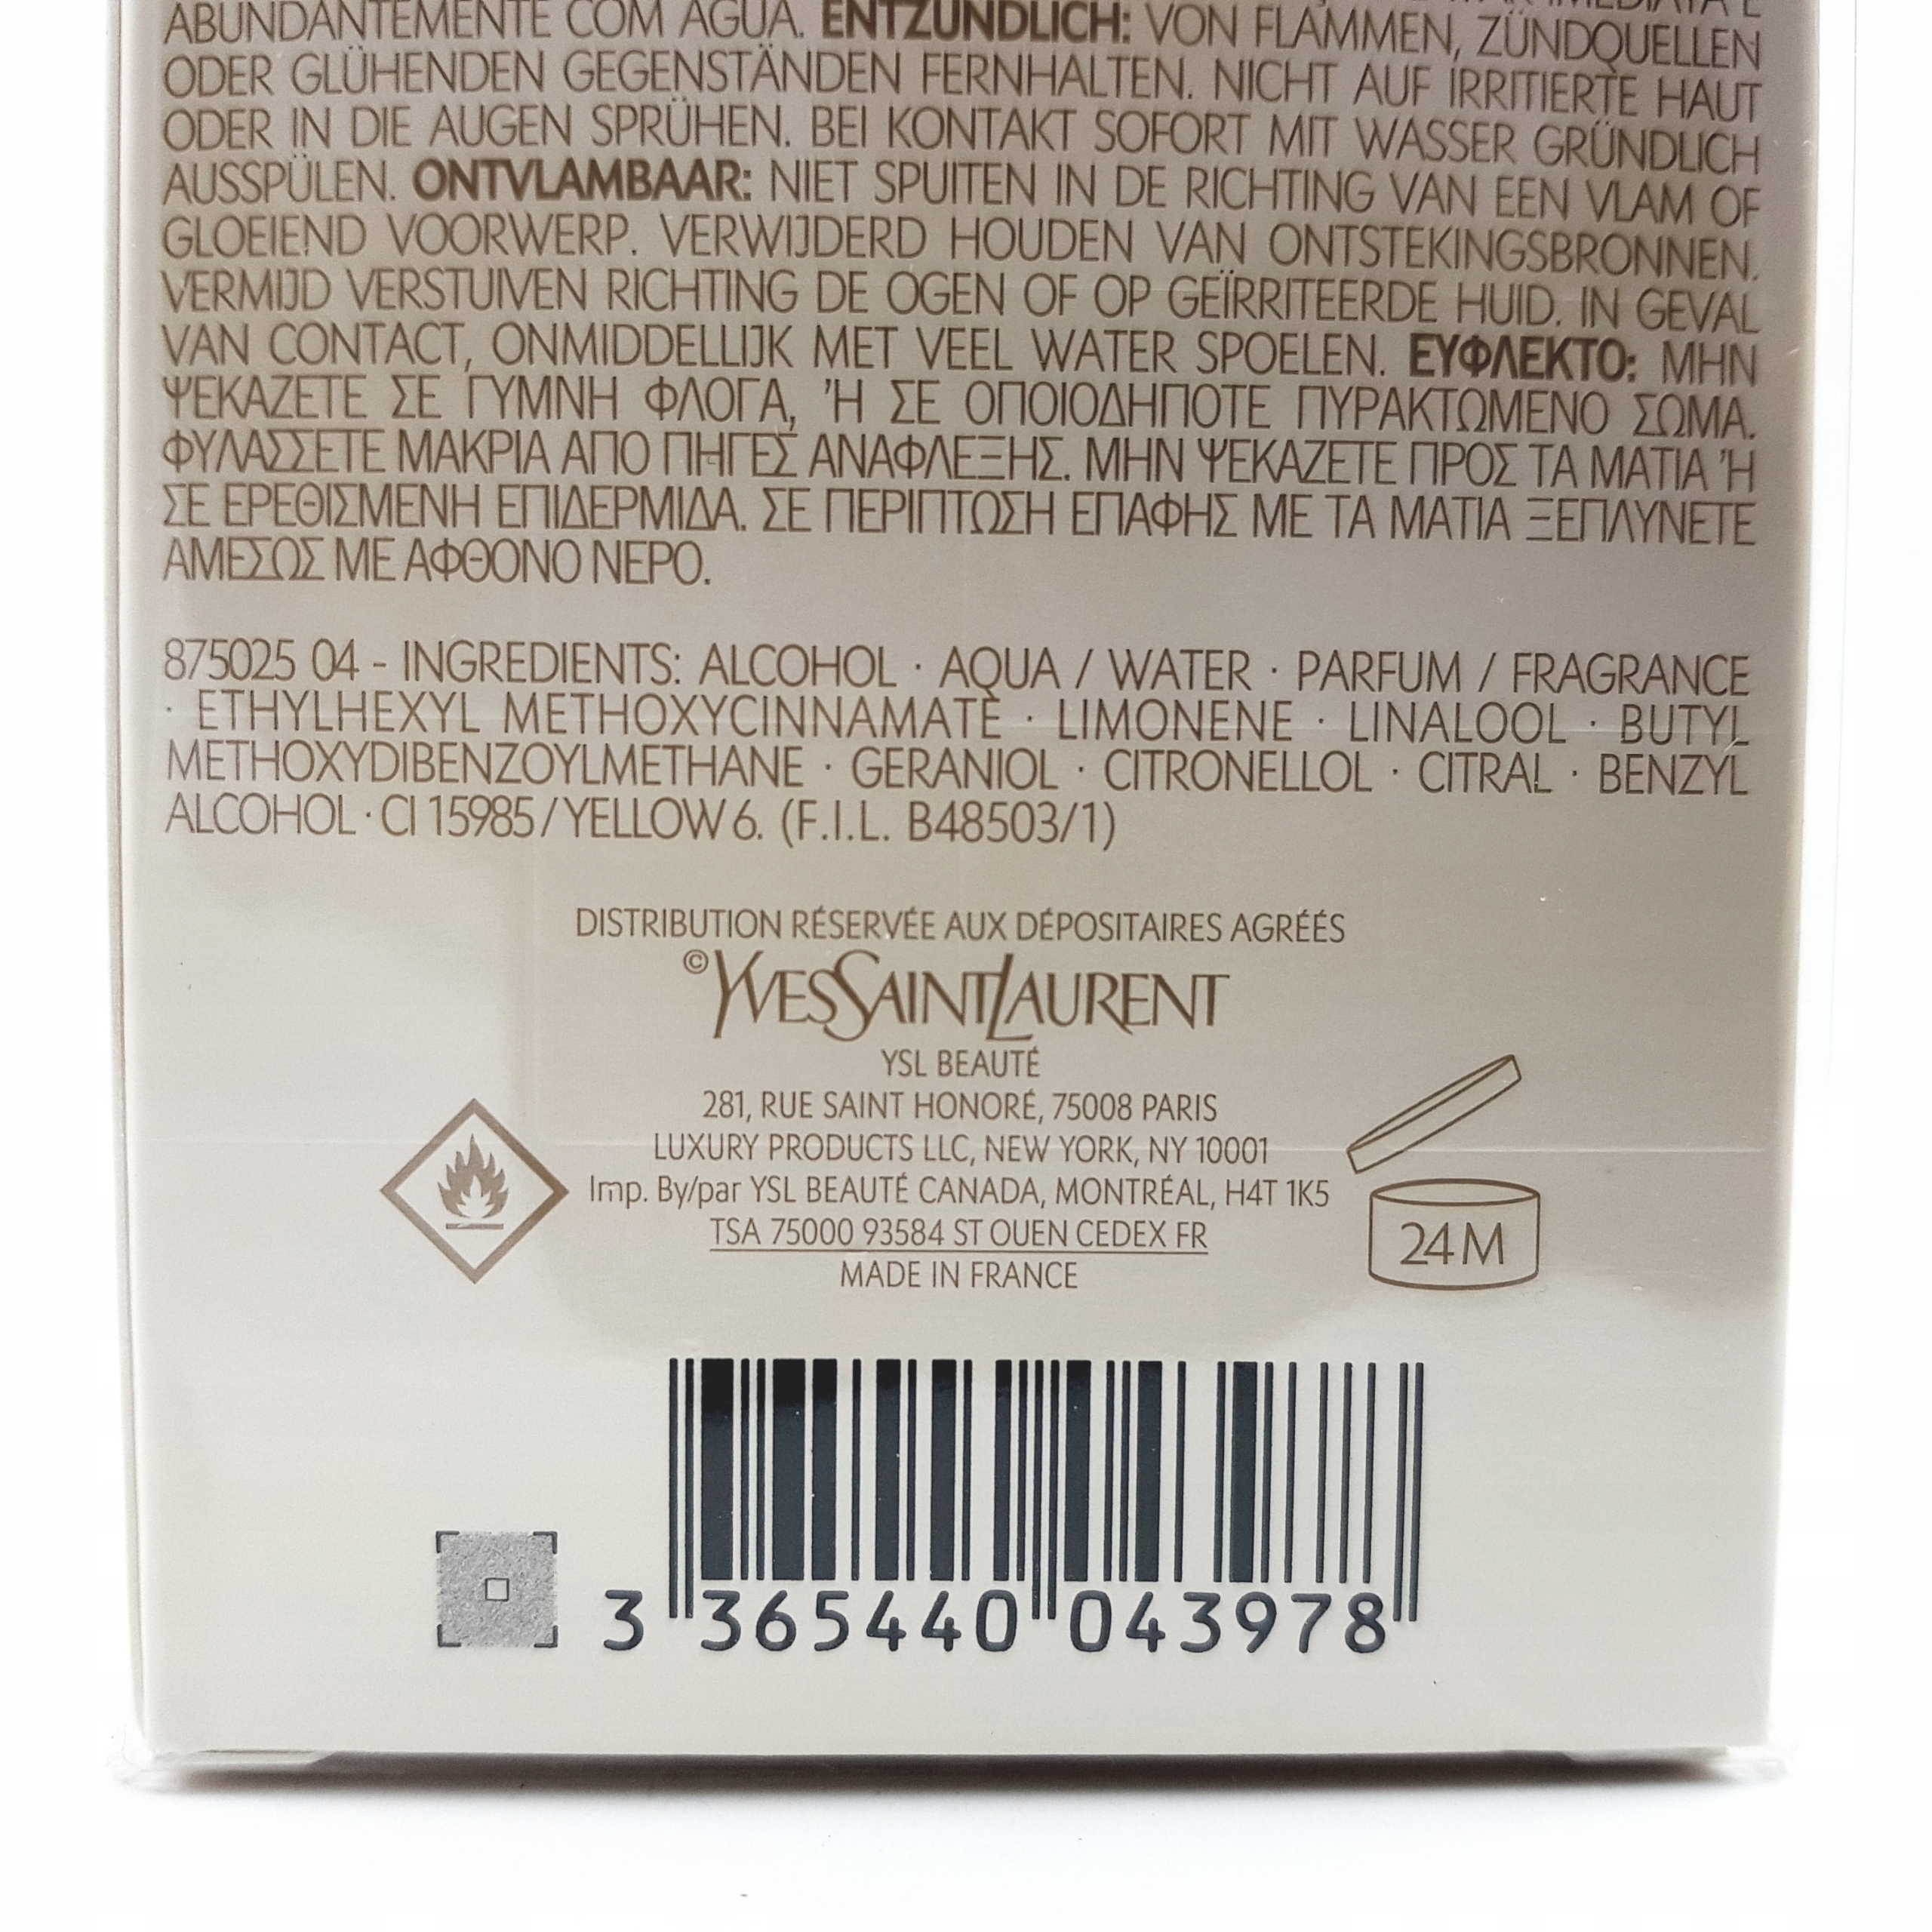 ABUNDANTEMENTE COM AGUA. ENTZÜNDLICH: VON FLAMMEN, ZÜNDQUELLEN
ODER GLÜHENDEN GEGENSTÄNDEN FERNHALTEN. NICHT AUF IRRITIERTE HAUT
ODER IN DIE AUGEN SPRÜHEN. BEI KONTAKT SOFORT MIT WASSER GRÜNDLICH
AUSSPÜLEN. ONTVLAMBAAR: NIET SPUITEN IN DE RICHTING VAN EEN VLAM OF
GLOEIEND VOORWERP. VERWIJDERD HOUDEN VAN ONTSTEKINGSBRONNEN.
VERMIJD VERSTUIVEN RICHTING DE OGEN OF OP GEÏRRITEERDE HUID. IN GEVAL
VAN CONTACT, ONMIDDELLIJK MET VEEL WATER SPOELEN. ΕΥΦΛΕΚΤΟ: ΜΗΝ
ΨΕΚΑΖΕΤΕ ΣΕ ΓΥΜΝΗ ΦΛΟΓΑ, Ή ΣΕ ΟΠΟΙΟΔΗΠΟΤΕ ΠΥΡΑΚΤΩΜΕΝΟ ΣΩΜΑ.
ΦΥΛΑΣΣΕΤΕ ΜΑΚΡΙΑ ΑΠΟ ΠΗΓΕΣ ΑΝΑΦΛΕΞΗΣ. ΜΗΝ ΨΕΚΑΖΕΤΕ ΠΡΟΣ ΤΑ ΜΑΤΙΑ Ή
ΣΕ ΕΡΕΘΙΣΜΕΝΗ ΕΠΙΔΕΡΜΙΔΑ. ΣΕ ΠΕΡΙΠΤΩΣΗ ΕΠΑΦΗΣ ΜΕ ΤΑ ΜΑΤΙΑ ΞΕΠΛΥΝΕΤΕ
ΑΜΕΣΩΣ ΜΕ ΑΦΘΟΝΟ ΝΕΡΟ.
875025 04 - INGREDIENTS: ALCOHOL · AQUA / WATER · PARFUM / FRAGRANCE
· ETHYLHEXYL METHOXYCINNAMATE · LIMONENE · LINALOOL · BUTYL
METHOXYDIBENZOYLMETHANE · GERANIOL · CITRONELLOL · CITRAL · BENZYL
ALCOHOL · CI 15985 / YELLOW 6. (F.I.L. B48503/1)
DISTRIBUTION RÉSERVÉE AUX DÉPOSITAIRES AGRÉÉS
©YVESSAINTLAURENT
YSL BEAUTÉ
281, RUE SAINT HONORÉ, 75008 PARIS
LUXURY PRODUCTS LLC, NEW YORK, NY 10001
Imp. By/par YSL BEAUTÉ CANADA, MONTRÉAL, H4T 1K5
TSA 75000 93584 ST OUEN CEDEX FR
MADE IN FRANCE
24M
3 365440 043978